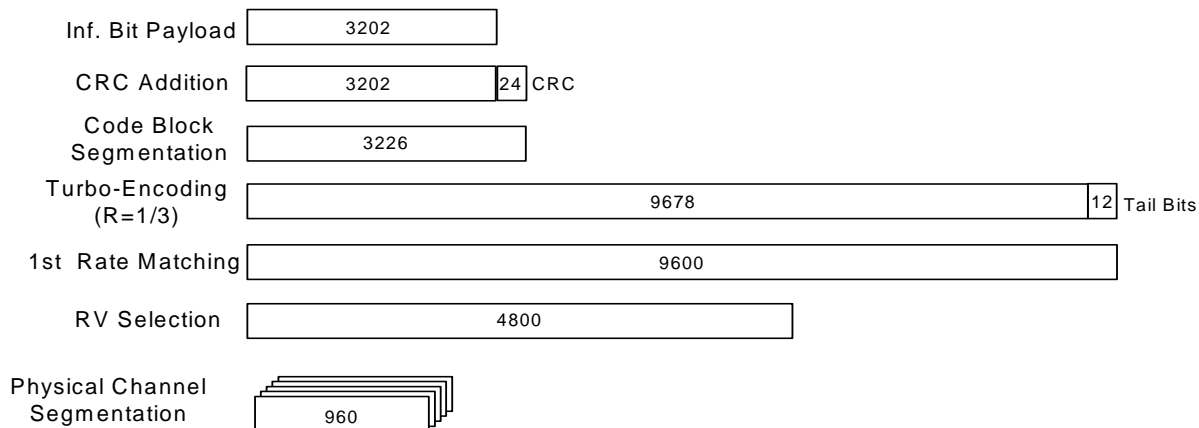 Inf. Bit Payload 3202
CRC Addition 3202 24 CRC
Code Block
Segmentation 3226
Turbo-Encoding
(R=1/3) 9678 12 Tail Bits
1st Rate Matching 9600
RV Selection 4800
Physical Channel
Segmentation 960